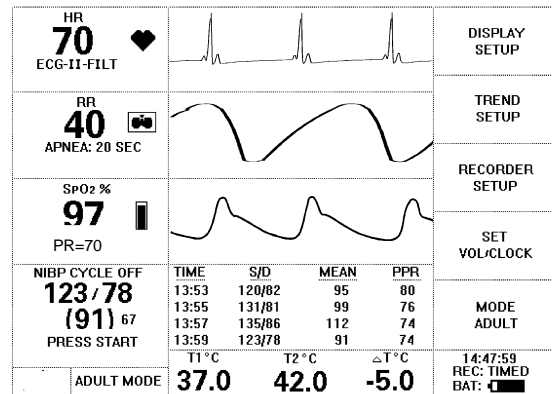 HR
70
ECG-II-FILT
RR
40
APNEA: 20 SEC
SPO2 %
97
PR=70
NIBP CYCLE OFF
123/78
(91) 67
PRESS START
TIME S/D MEAN PPR
13:53 120/82 95 80
13:55 131/81 99 76
13:57 135/86 112 74
13:59 123/78 91 74
ADULT MODE
T1°C T2°C △T°C
37.0 42.0 -5.0
DISPLAY
SETUP
TREND
SETUP
RECORDER
SETUP
SET
VOL/CLOCK
MODE
ADULT
14:47:59
REC: TIMED
BAT: